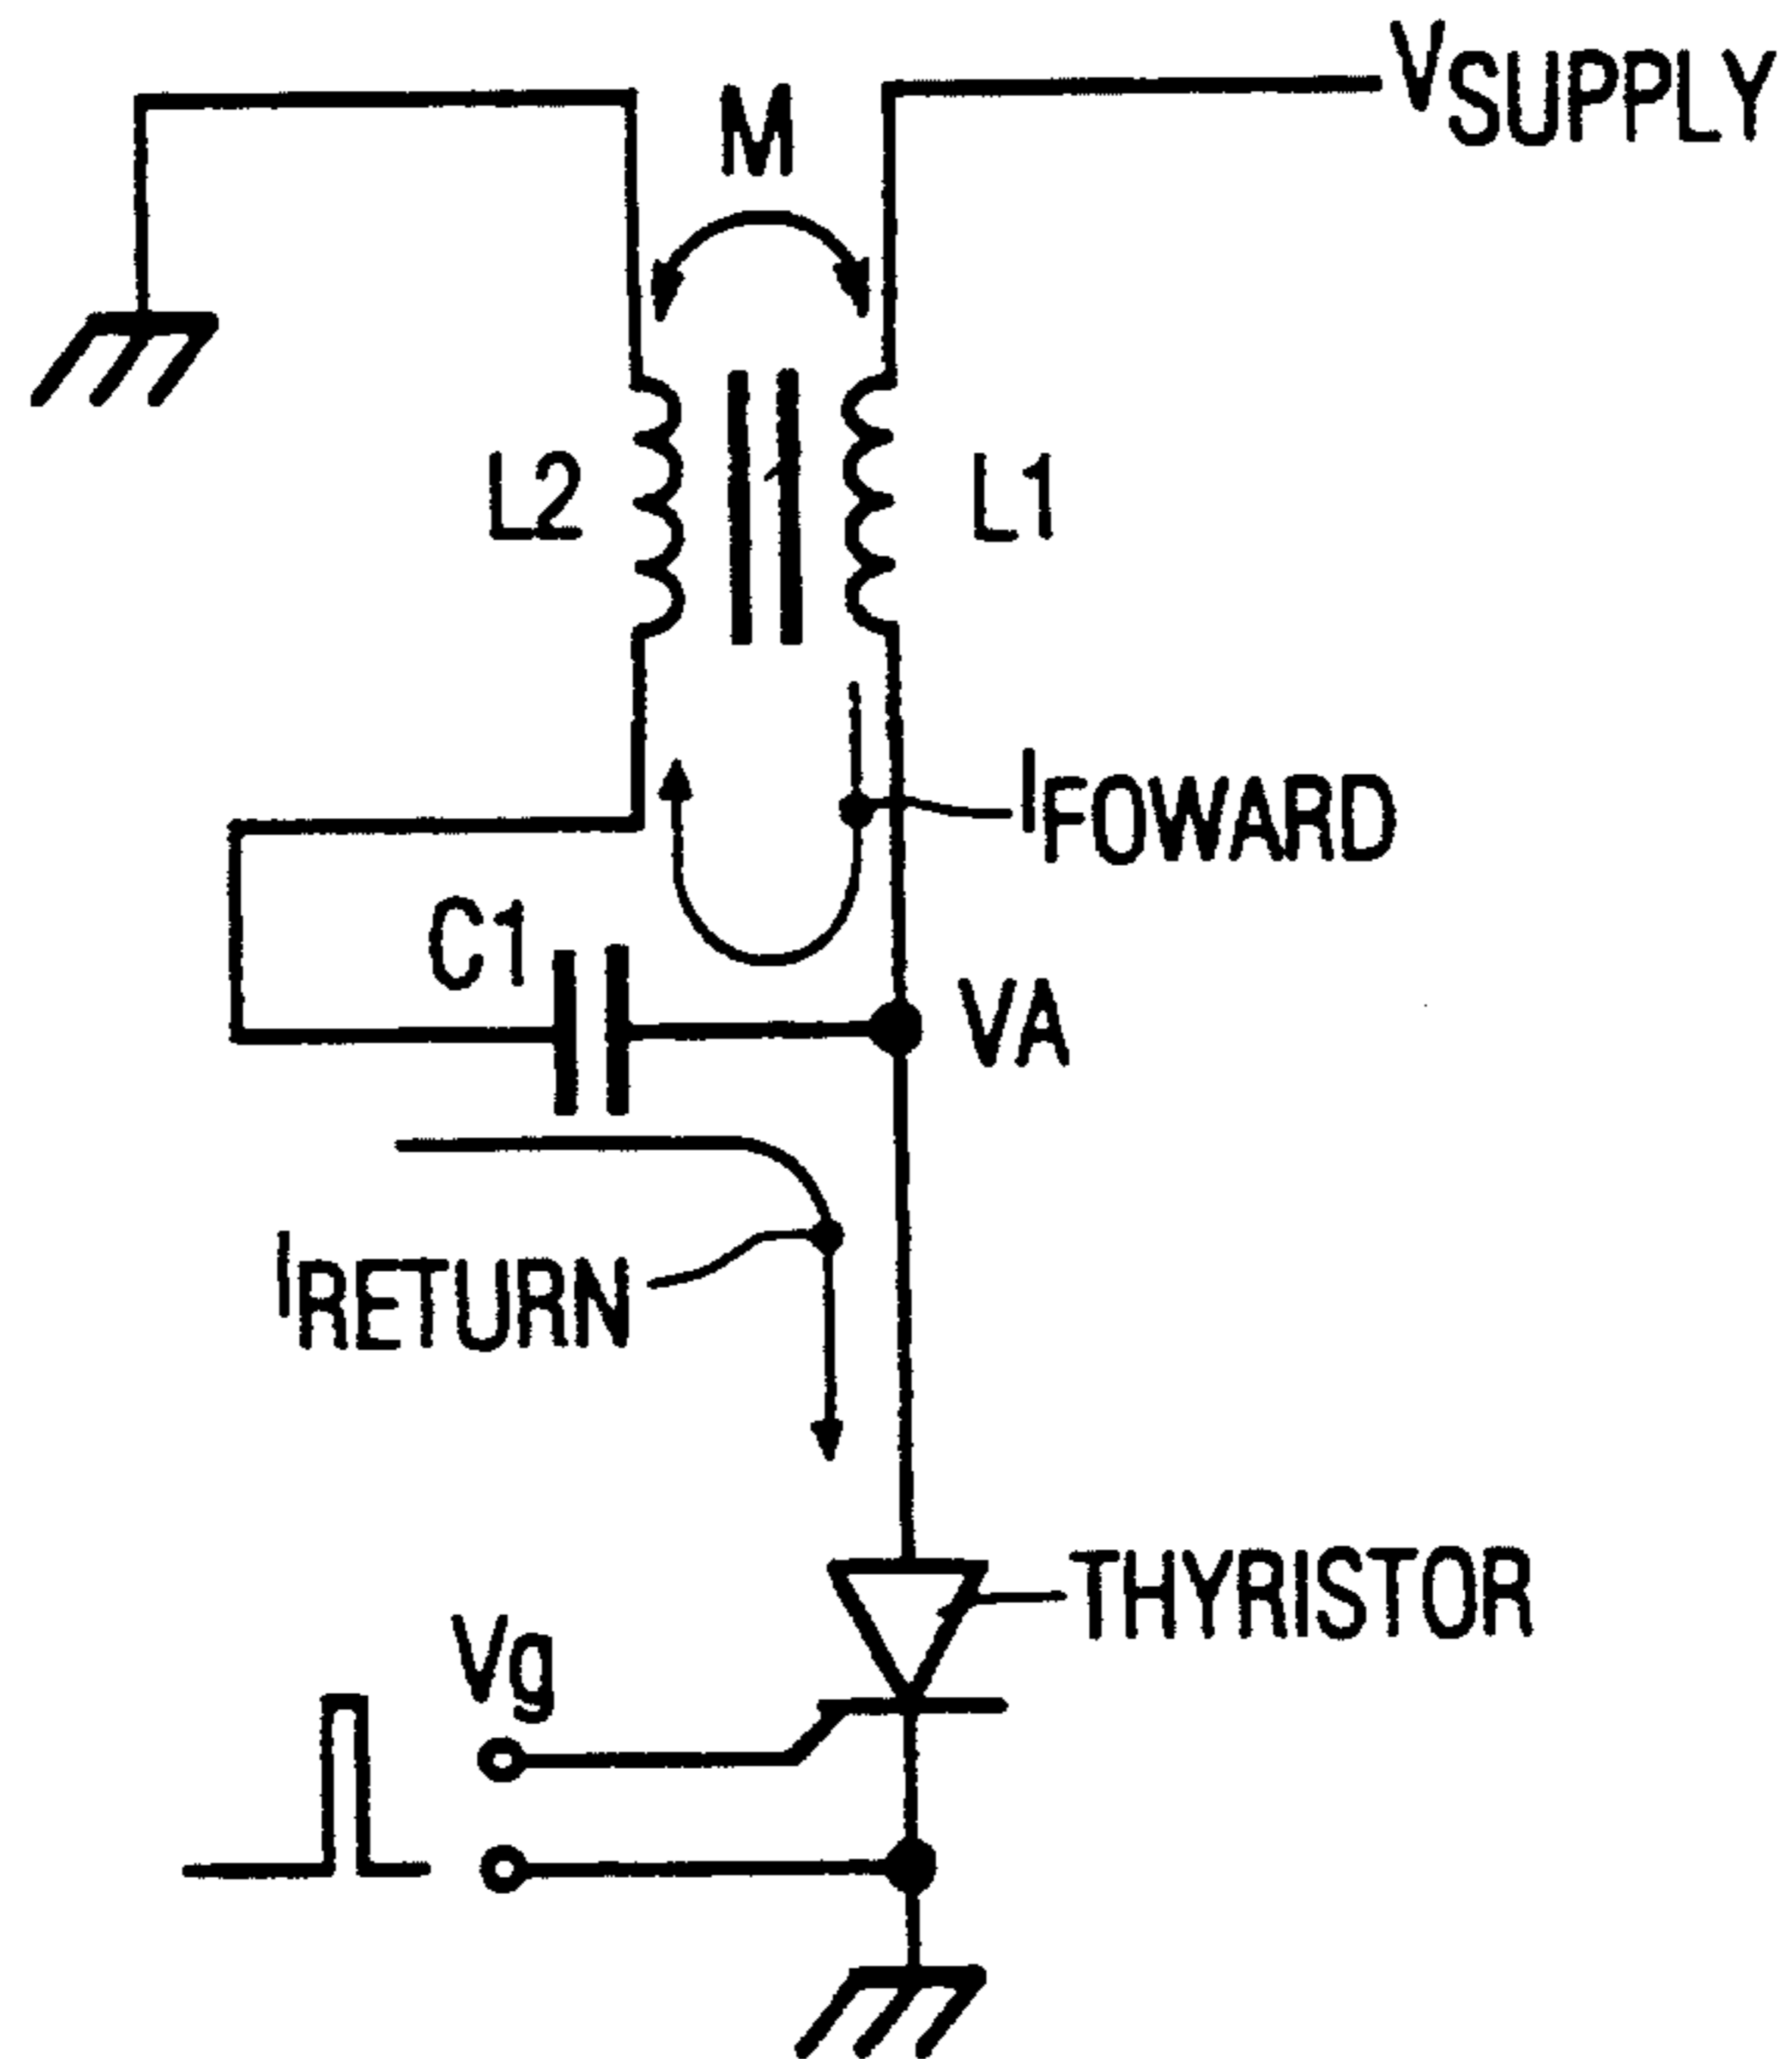 VSUPPLY
M
L2
L1
IFOWARD
C1
VA
IRETURN
THYRISTOR
Vg